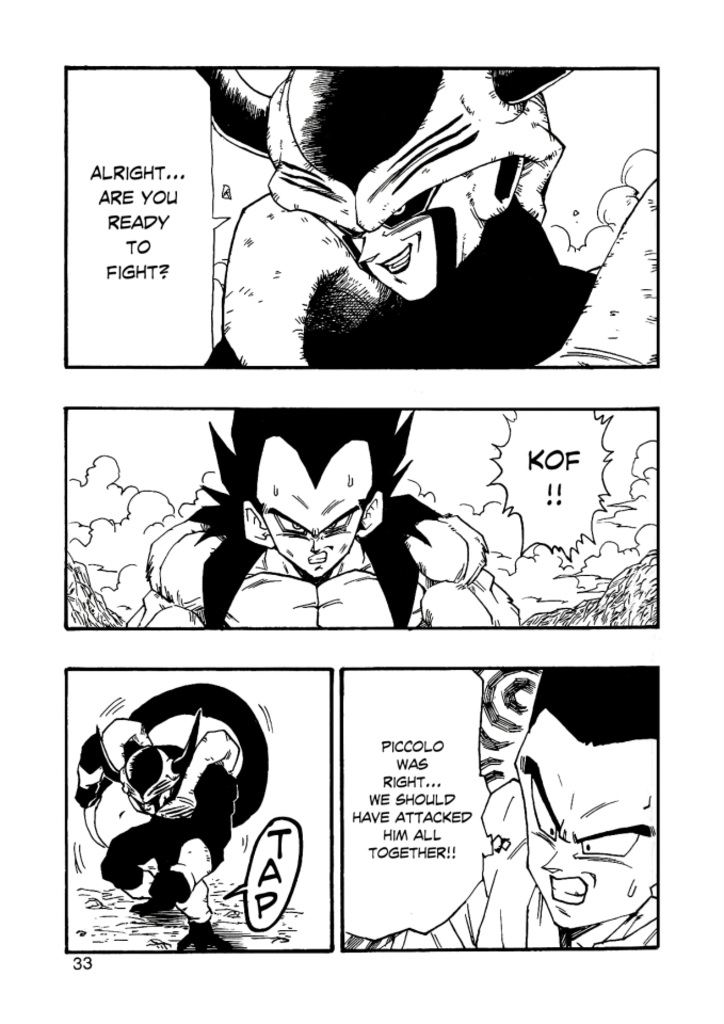 ALRIGHT...
ARE YOU
READY
TO
FIGHT?
KOF
!!
TAP
PICCOLO
WAS
RIGHT...
WE SHOULD
HAVE ATTACKED
HIM ALL
TOGETHER!!
33